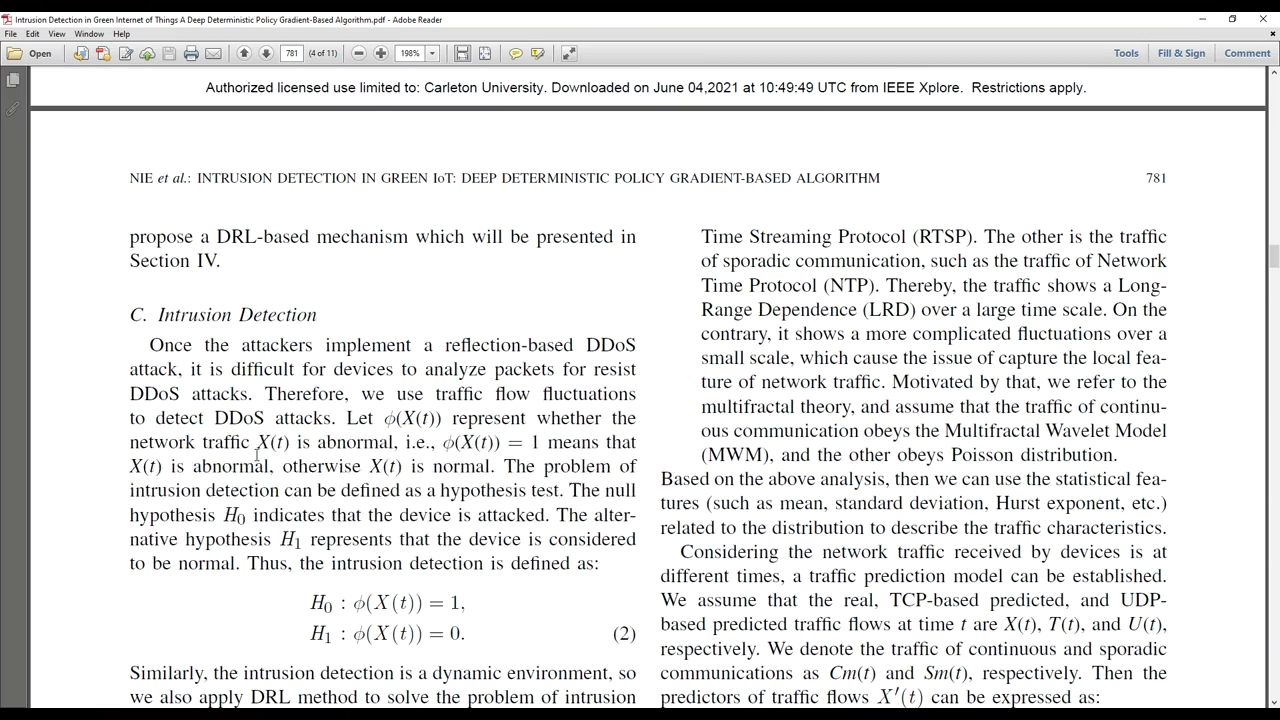 Intrusion Detection in Green Internet of Things A Deep Deterministic Policy Gradient-Based Algorithm.pdf - Adobe Reader
File Edit View Window Help
Open 781 (4 of 11) 198% Tools Fill & Sign Comment
Authorized licensed use limited to: Carleton University. Downloaded on June 04,2021 at 10:49:49 UTC from IEEE Xplore. Restrictions apply.
NIE et al.: INTRUSION DETECTION IN GREEN IoT: DEEP DETERMINISTIC POLICY GRADIENT-BASED ALGORITHM 781
propose a DRL-based mechanism which will be presented in
Section IV.
C. Intrusion Detection
Once the attackers implement a reflection-based DDoS
attack, it is difficult for devices to analyze packets for resist
DDoS attacks. Therefore, we use traffic flow fluctuations
to detect DDoS attacks. Let ϕ(X(t)) represent whether the
network traffic X(t) is abnormal, i.e., ϕ(X(t)) = 1 means that
X(t) is abnormal, otherwise X(t) is normal. The problem of
intrusion detection can be defined as a hypothesis test. The null
hypothesis H0 indicates that the device is attacked. The alter-
native hypothesis H1 represents that the device is considered
to be normal. Thus, the intrusion detection is defined as:
H0 : ϕ(X(t)) = 1,
H1 : ϕ(X(t)) = 0. (2)
Similarly, the intrusion detection is a dynamic environment, so
we also apply DRL method to solve the problem of intrusion
Time Streaming Protocol (RTSP). The other is the traffic
of sporadic communication, such as the traffic of Network
Time Protocol (NTP). Thereby, the traffic shows a Long-
Range Dependence (LRD) over a large time scale. On the
contrary, it shows a more complicated fluctuations over a
small scale, which cause the issue of capture the local fea-
ture of network traffic. Motivated by that, we refer to the
multifractal theory, and assume that the traffic of continu-
ous communication obeys the Multifractal Wavelet Model
(MWM), and the other obeys Poisson distribution.
Based on the above analysis, then we can use the statistical fea-
tures (such as mean, standard deviation, Hurst exponent, etc.)
related to the distribution to describe the traffic characteristics.
Considering the network traffic received by devices is at
different times, a traffic prediction model can be established.
We assume that the real, TCP-based predicted, and UDP-
based predicted traffic flows at time t are X(t), T(t), and U(t),
respectively. We denote the traffic of continuous and sporadic
communications as Cm(t) and Sm(t), respectively. Then the
predictors of traffic flows X′(t) can be expressed as: